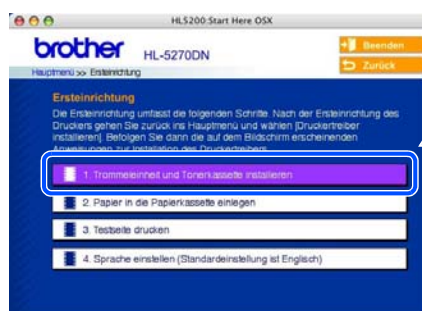 HL5200:Start Here OSX
brother HL-5270DN
Beenden
Zurück
Hauptmenü >> Ersteinrichtung
Ersteinrichtung
Die Ersteinrichtung umfasst die folgenden Schritte. Nach der Ersteinrichtung des
Druckers gehen Sie zurück ins Hauptmenü und wählen [Druckertreiber
installieren]. Befolgen Sie dann die auf dem Bildschirm erscheinenden
Anweisungen zur Installation des Druckertreibers.
1. Trommeleinheit und Tonerkassette installieren
2. Papier in die Papierkassette einlegen
3. Testseite drucken
4. Sprache einstellen (Standardeinstellung ist Englisch)